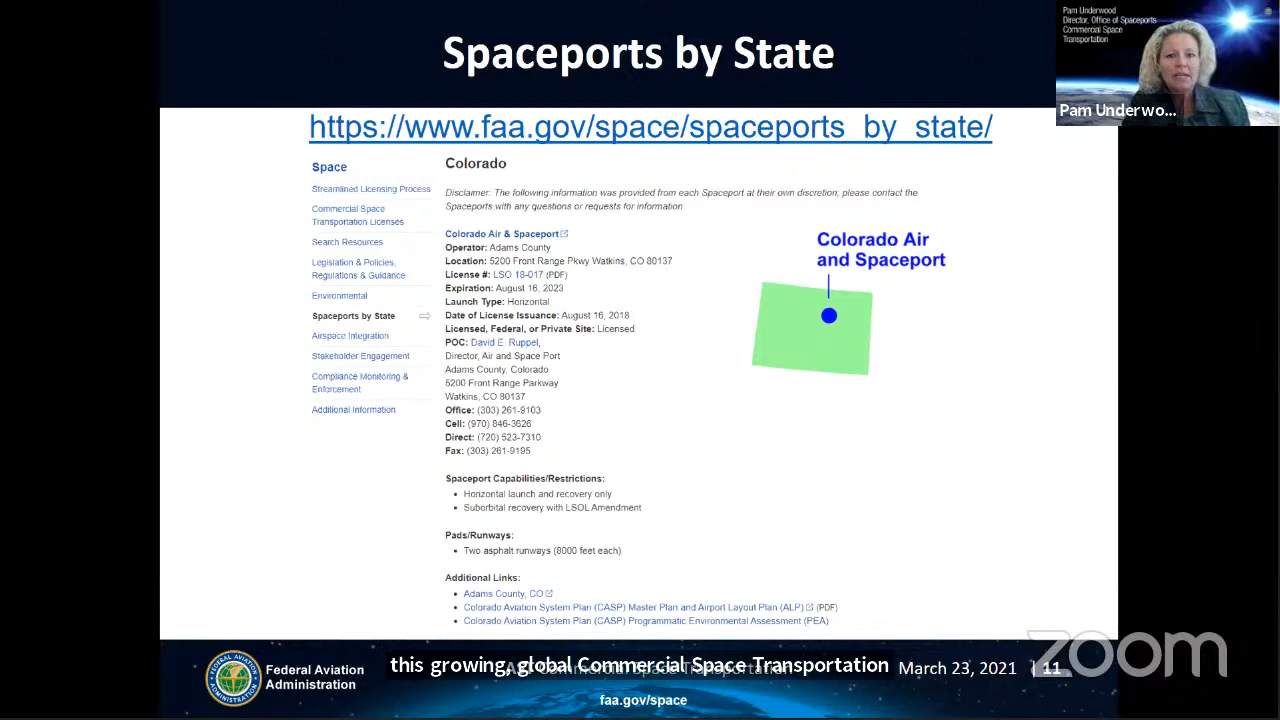 Spaceports by State
Pam Underwood
Director, Office of Spaceports
Commercial Space
Transportation
Pam Underwo...
https://www.faa.gov/space/spaceports_by_state/
Space
Streamlined Licensing Process
Commercial Space
Transportation Licenses
Search Resources
Legislation & Policies,
Regulations & Guidance
Environmental
Spaceports by State
Airspace Integration
Stakeholder Engagement
Compliance Monitoring &
Enforcement
Additional Information
Colorado
Disclaimer: The following information was provided from each Spaceport at their own discretion; please contact the
Spaceports with any questions or requests for information.
Colorado Air & Spaceport
Operator: Adams County
Location: 5200 Front Range Pkwy Watkins, CO 80137
License #: LSO 18-017 (PDF)
Expiration: August 16, 2023
Launch Type: Horizontal
Date of License Issuance: August 16, 2018
Licensed, Federal, or Private Site: Licensed
POC: David E. Ruppel,
Director, Air and Space Port
Adams County, Colorado
5200 Front Range Parkway
Watkins, CO 80137
Office: (303) 261-9103
Cell: (970) 846-3626
Direct: (720) 523-7310
Fax: (303) 261-9195
Spaceport Capabilities/Restrictions:
• Horizontal launch and recovery only
• Suborbital recovery with LSOL Amendment
Pads/Runways:
• Two asphalt runways (8000 feet each)
Additional Links:
• Adams County, CO
• Colorado Aviation System Plan (CASP) Master Plan and Airport Layout Plan (ALP) (PDF)
• Colorado Aviation System Plan (CASP) Programmatic Environmental Assessment (PEA)
Colorado Air
and Spaceport
FEDERAL AVIATION
ADMINISTRATION
Federal Aviation
Administration
this growing, global Commercial Space Transportation
March 23, 2021 | 11
faa.gov/space
zoom